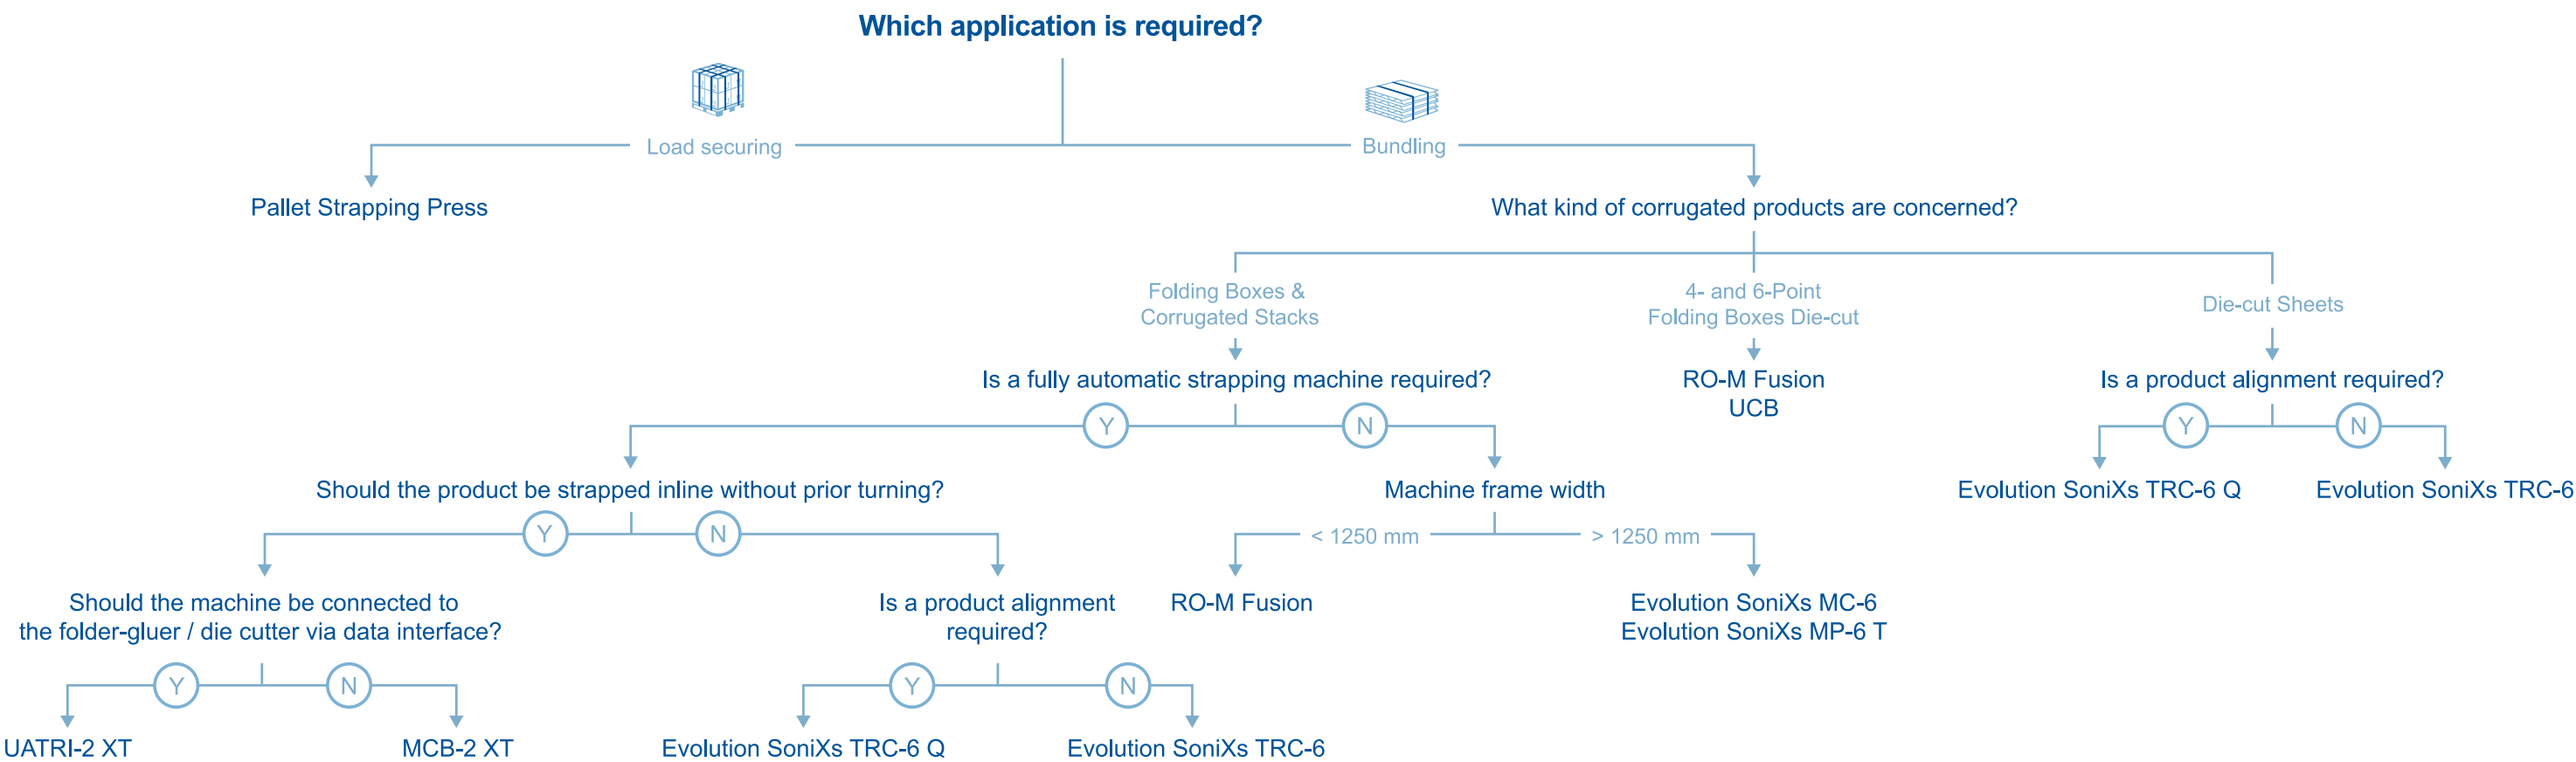 Which application is required?
Load securing
Bundling
Pallet Strapping Press
What kind of corrugated products are concerned?
Folding Boxes &
Corrugated Stacks
4- and 6-Point
Folding Boxes Die-cut
Die-cut Sheets
Is a fully automatic strapping machine required?
RO-M Fusion
UCB
Is a product alignment required?
Y
N
Y
N
Should the product be strapped inline without prior turning?
Machine frame width
Evolution SoniXs TRC-6 Q
Evolution SoniXs TRC-6
Y
N
< 1250 mm
> 1250 mm
Should the machine be connected to
the folder-gluer / die cutter via data interface?
Is a product alignment
required?
RO-M Fusion
Evolution SoniXs MC-6
Evolution SoniXs MP-6 T
Y
N
Y
N
UATRI-2 XT
MCB-2 XT
Evolution SoniXs TRC-6 Q
Evolution SoniXs TRC-6